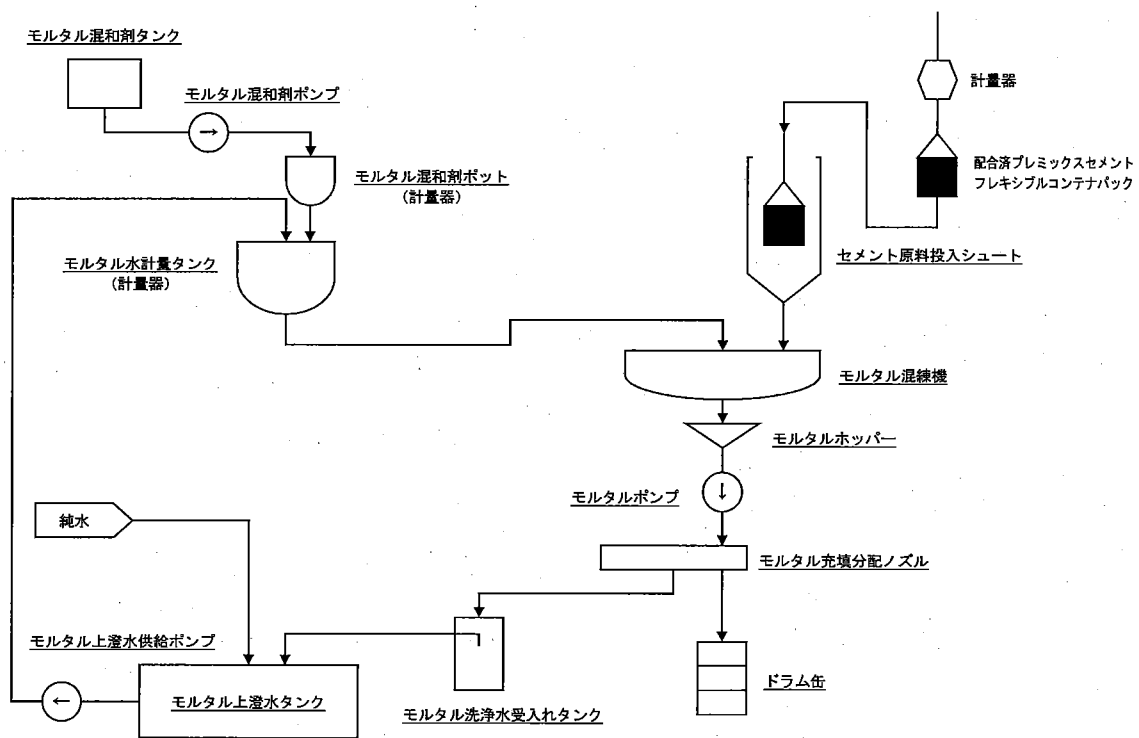 モルタル混和剤タンク
モルタル混和剤ポンプ
計量器
モルタル混和剤ポット
(計量器)
配合済プレミックスセメント
フレキシブルコンテナパック
モルタル水計量タンク
(計量器)
セメント原料投入シュート
モルタル混練機
モルタルホッパー
モルタルポンプ
純水
モルタル充填分配ノズル
モルタル上澄水供給ポンプ
ドラム缶
モルタル上澄水タンク
モルタル洗浄水受入れタンク